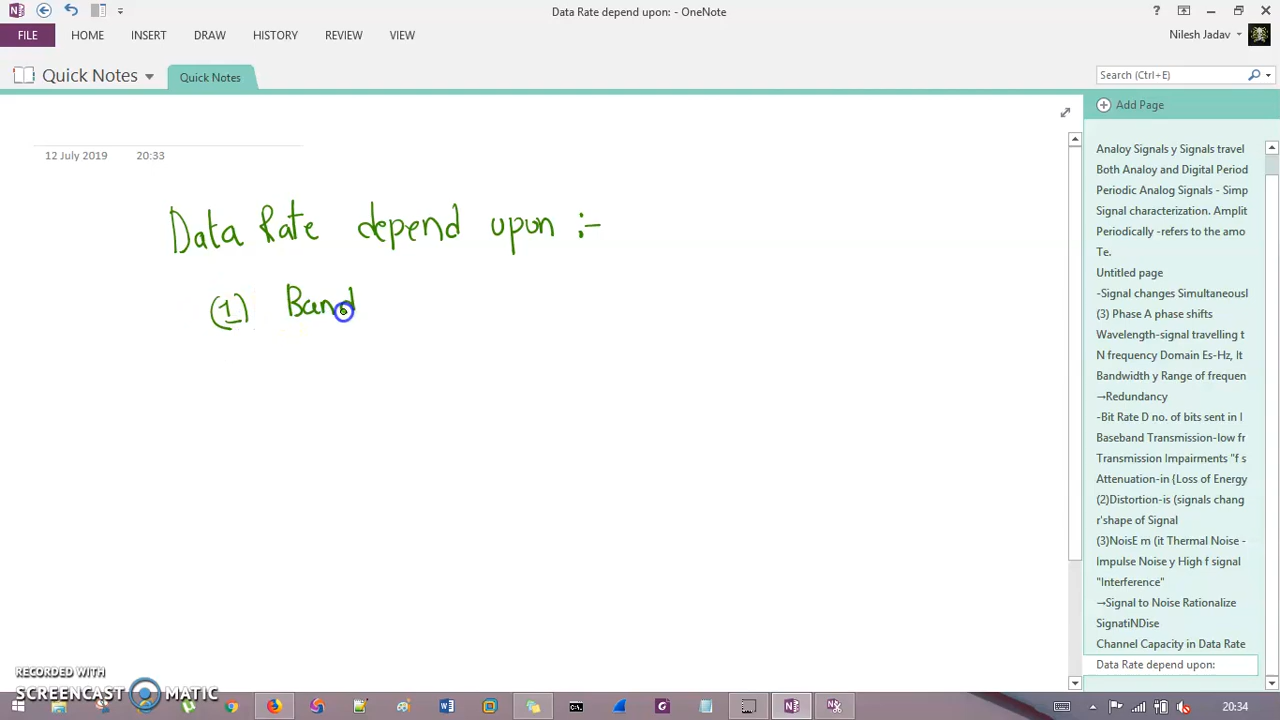 Data Rate depend upon: - OneNote
FILE HOME INSERT DRAW HISTORY REVIEW VIEW
Nilesh Jadav
Quick Notes
Quick Notes
Search (Ctrl+E)
Add Page
12 July 2019 20:33
Data Rate depend upon :-
(1) Band
Analoy Signals y Signals travel
Both Analoy and Digital Period
Periodic Analog Signals - Simp
Signal characterization. Amplit
Periodically -refers to the amo
Te.
Untitled page
-Signal changes Simultaneousl
(3) Phase A phase shifts
Wavelength-signal travelling t
N frequency Domain Es-Hz, It
Bandwidth y Range of frequen
→Redundancy
-Bit Rate D no. of bits sent in l
Baseband Transmission-low fr
Transmission Impairments "f s
Attenuation-in {Loss of Energy
(2)Distortion-is (signals chang
r'shape of Signal
(3)NoisE m (it Thermal Noise -
Impulse Noise y High f signal
"Interference"
→Signal to Noise Rationalize
SignatiNDise
Channel Capacity in Data Rate
Data Rate depend upon:
RECORDED WITH
SCREENCAST MATIC
20:34